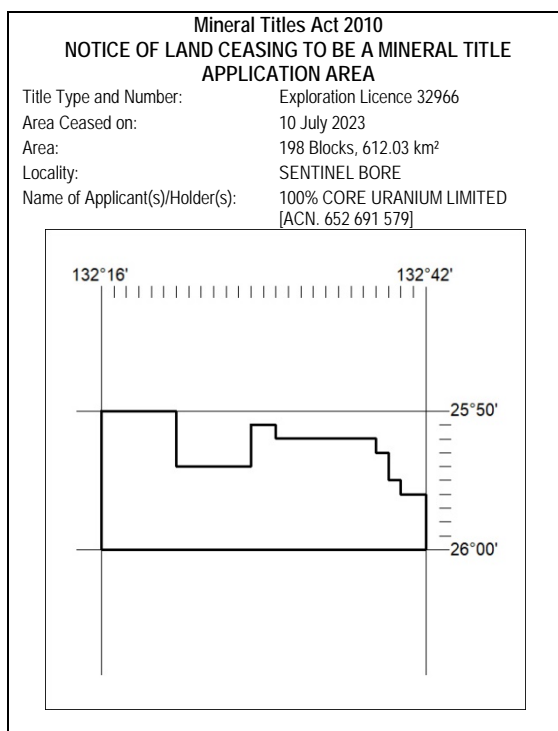 Mineral Titles Act 2010
NOTICE OF LAND CEASING TO BE A MINERAL TITLE
APPLICATION AREA
Title Type and Number: Exploration Licence 32966
Area Ceased on: 10 July 2023
Area: 198 Blocks, 612.03 km²
Locality: SENTINEL BORE
Name of Applicant(s)/Holder(s): 100% CORE URANIUM LIMITED
[ACN. 652 691 579]
132°16' 132°42'
25°50'
26°00'